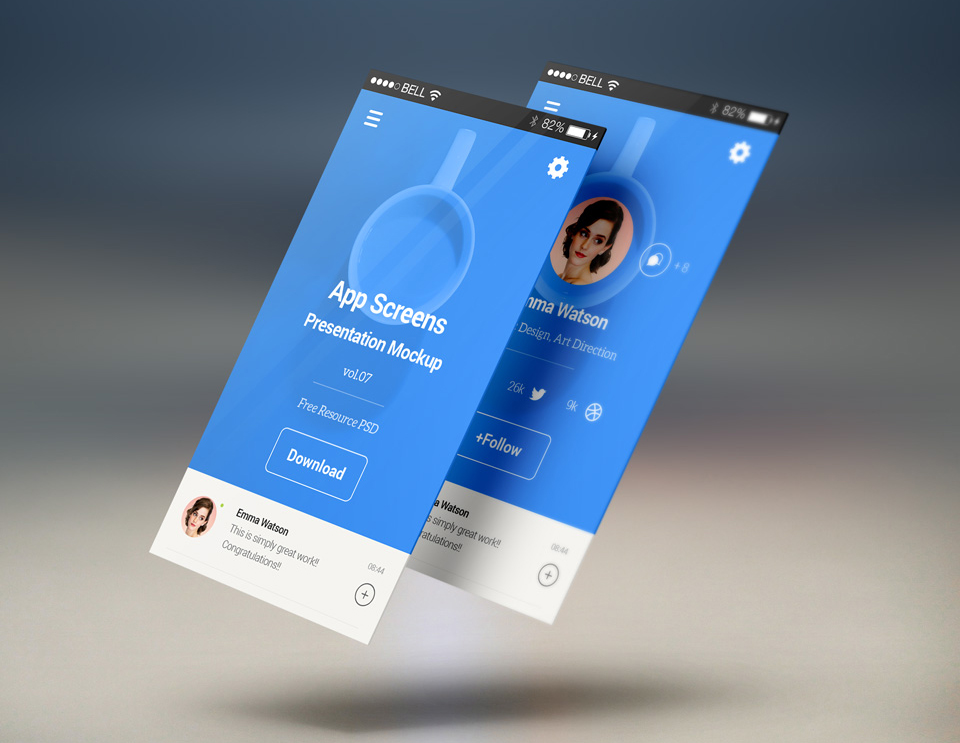 BELL
82%
App Screens
Presentation Mockup
vol.07
Free Resource PSD
Download
Emma Watson
This is simply great work!!
Congratulations!!
08:44
BELL
82%
+8
mma Watson
Design, Art Direction
26k
9k
+Follow
a Watson
s simply great work!!
atulations!!
08:44